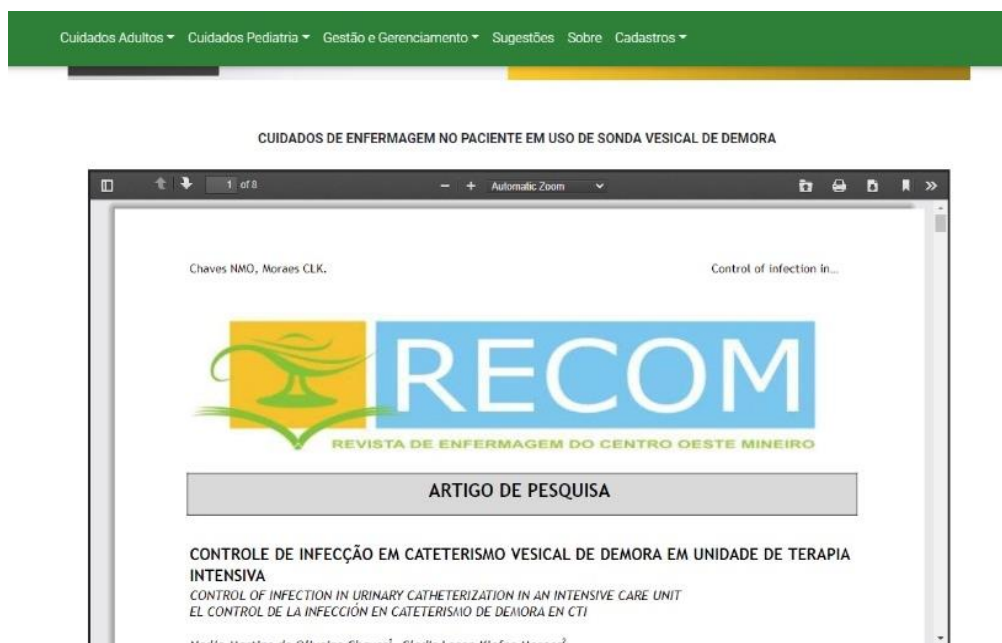 Cuidados Adultos Cuidados Pediatria Gestão e Gerenciamento Sugestões Sobre Cadastros
CUIDADOS DE ENFERMAGEM NO PACIENTE EM USO DE SONDA VESICAL DE DEMORA
1 of 8 Automatic Zoom
Chaves NMO, Moraes CLK. Control of infection in...
RECOM
REVISTA DE ENFERMAGEM DO CENTRO OESTE MINEIRO
ARTIGO DE PESQUISA
CONTROLE DE INFECÇÃO EM CATETERISMO VESICAL DE DEMORA EM UNIDADE DE TERAPIA
INTENSIVA
CONTROL OF INFECTION IN URINARY CATHETERIZATION IN AN INTENSIVE CARE UNIT
EL CONTROL DE LA INFECCIÓN EN CATETERISMO DE DEMORA EN CTI